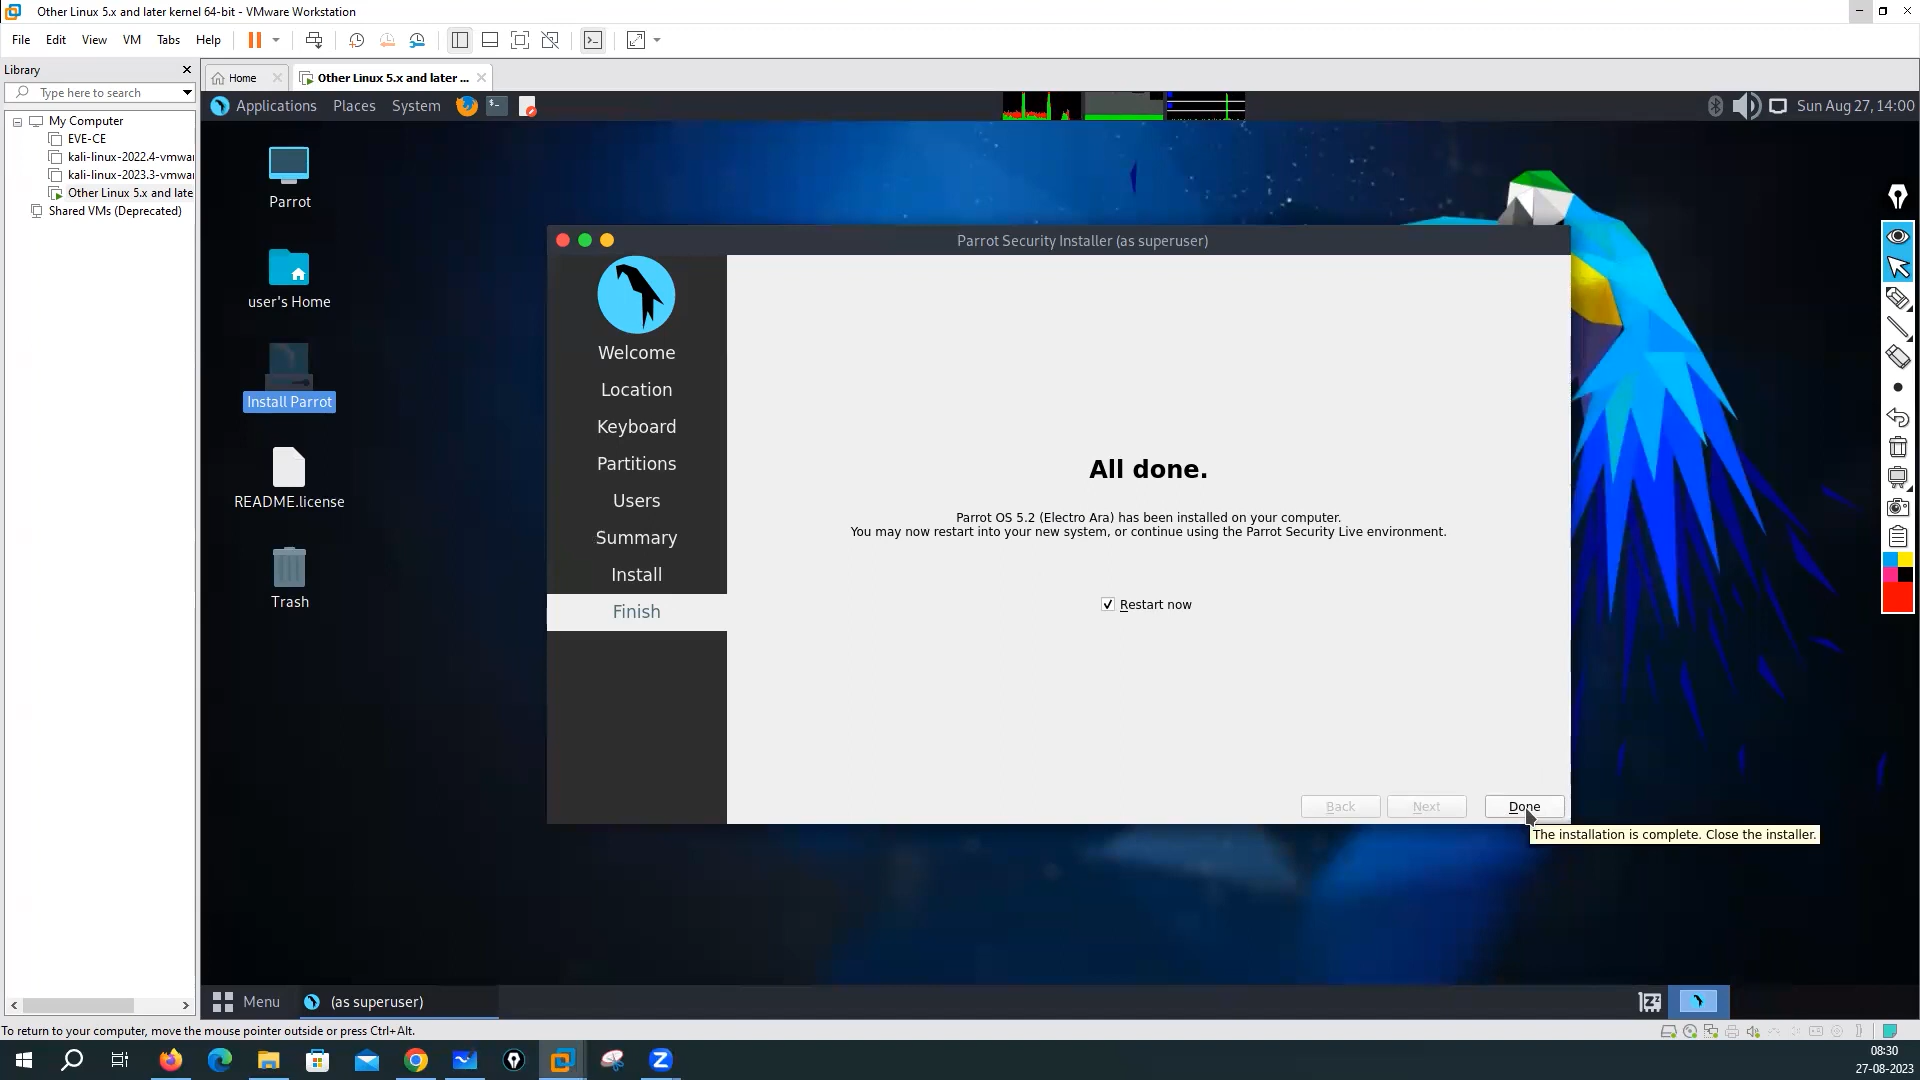 Other Linux 5.x and later kernel 64-bit - VMware Workstation
File Edit View VM Tabs Help
Library
Type here to search
My Computer
EVE-CE
kali-linux-2022.4-vmwar
kali-linux-2023.3-vmwar
Other Linux 5.x and late
Shared VMs (Deprecated)
Home
Other Linux 5.x and later ...
Applications Places System
Sun Aug 27, 14:00
Parrot
user's Home
Install Parrot
README.license
Trash
Parrot Security Installer (as superuser)
Welcome
Location
Keyboard
Partitions
Users
Summary
Install
Finish
All done.
Parrot OS 5.2 (Electro Ara) has been installed on your computer.
You may now restart into your new system, or continue using the Parrot Security Live environment.
Restart now
Back Next Done
The installation is complete. Close the installer.
Menu
(as superuser)
To return to your computer, move the mouse pointer outside or press Ctrl+Alt.
08:30
27-08-2023